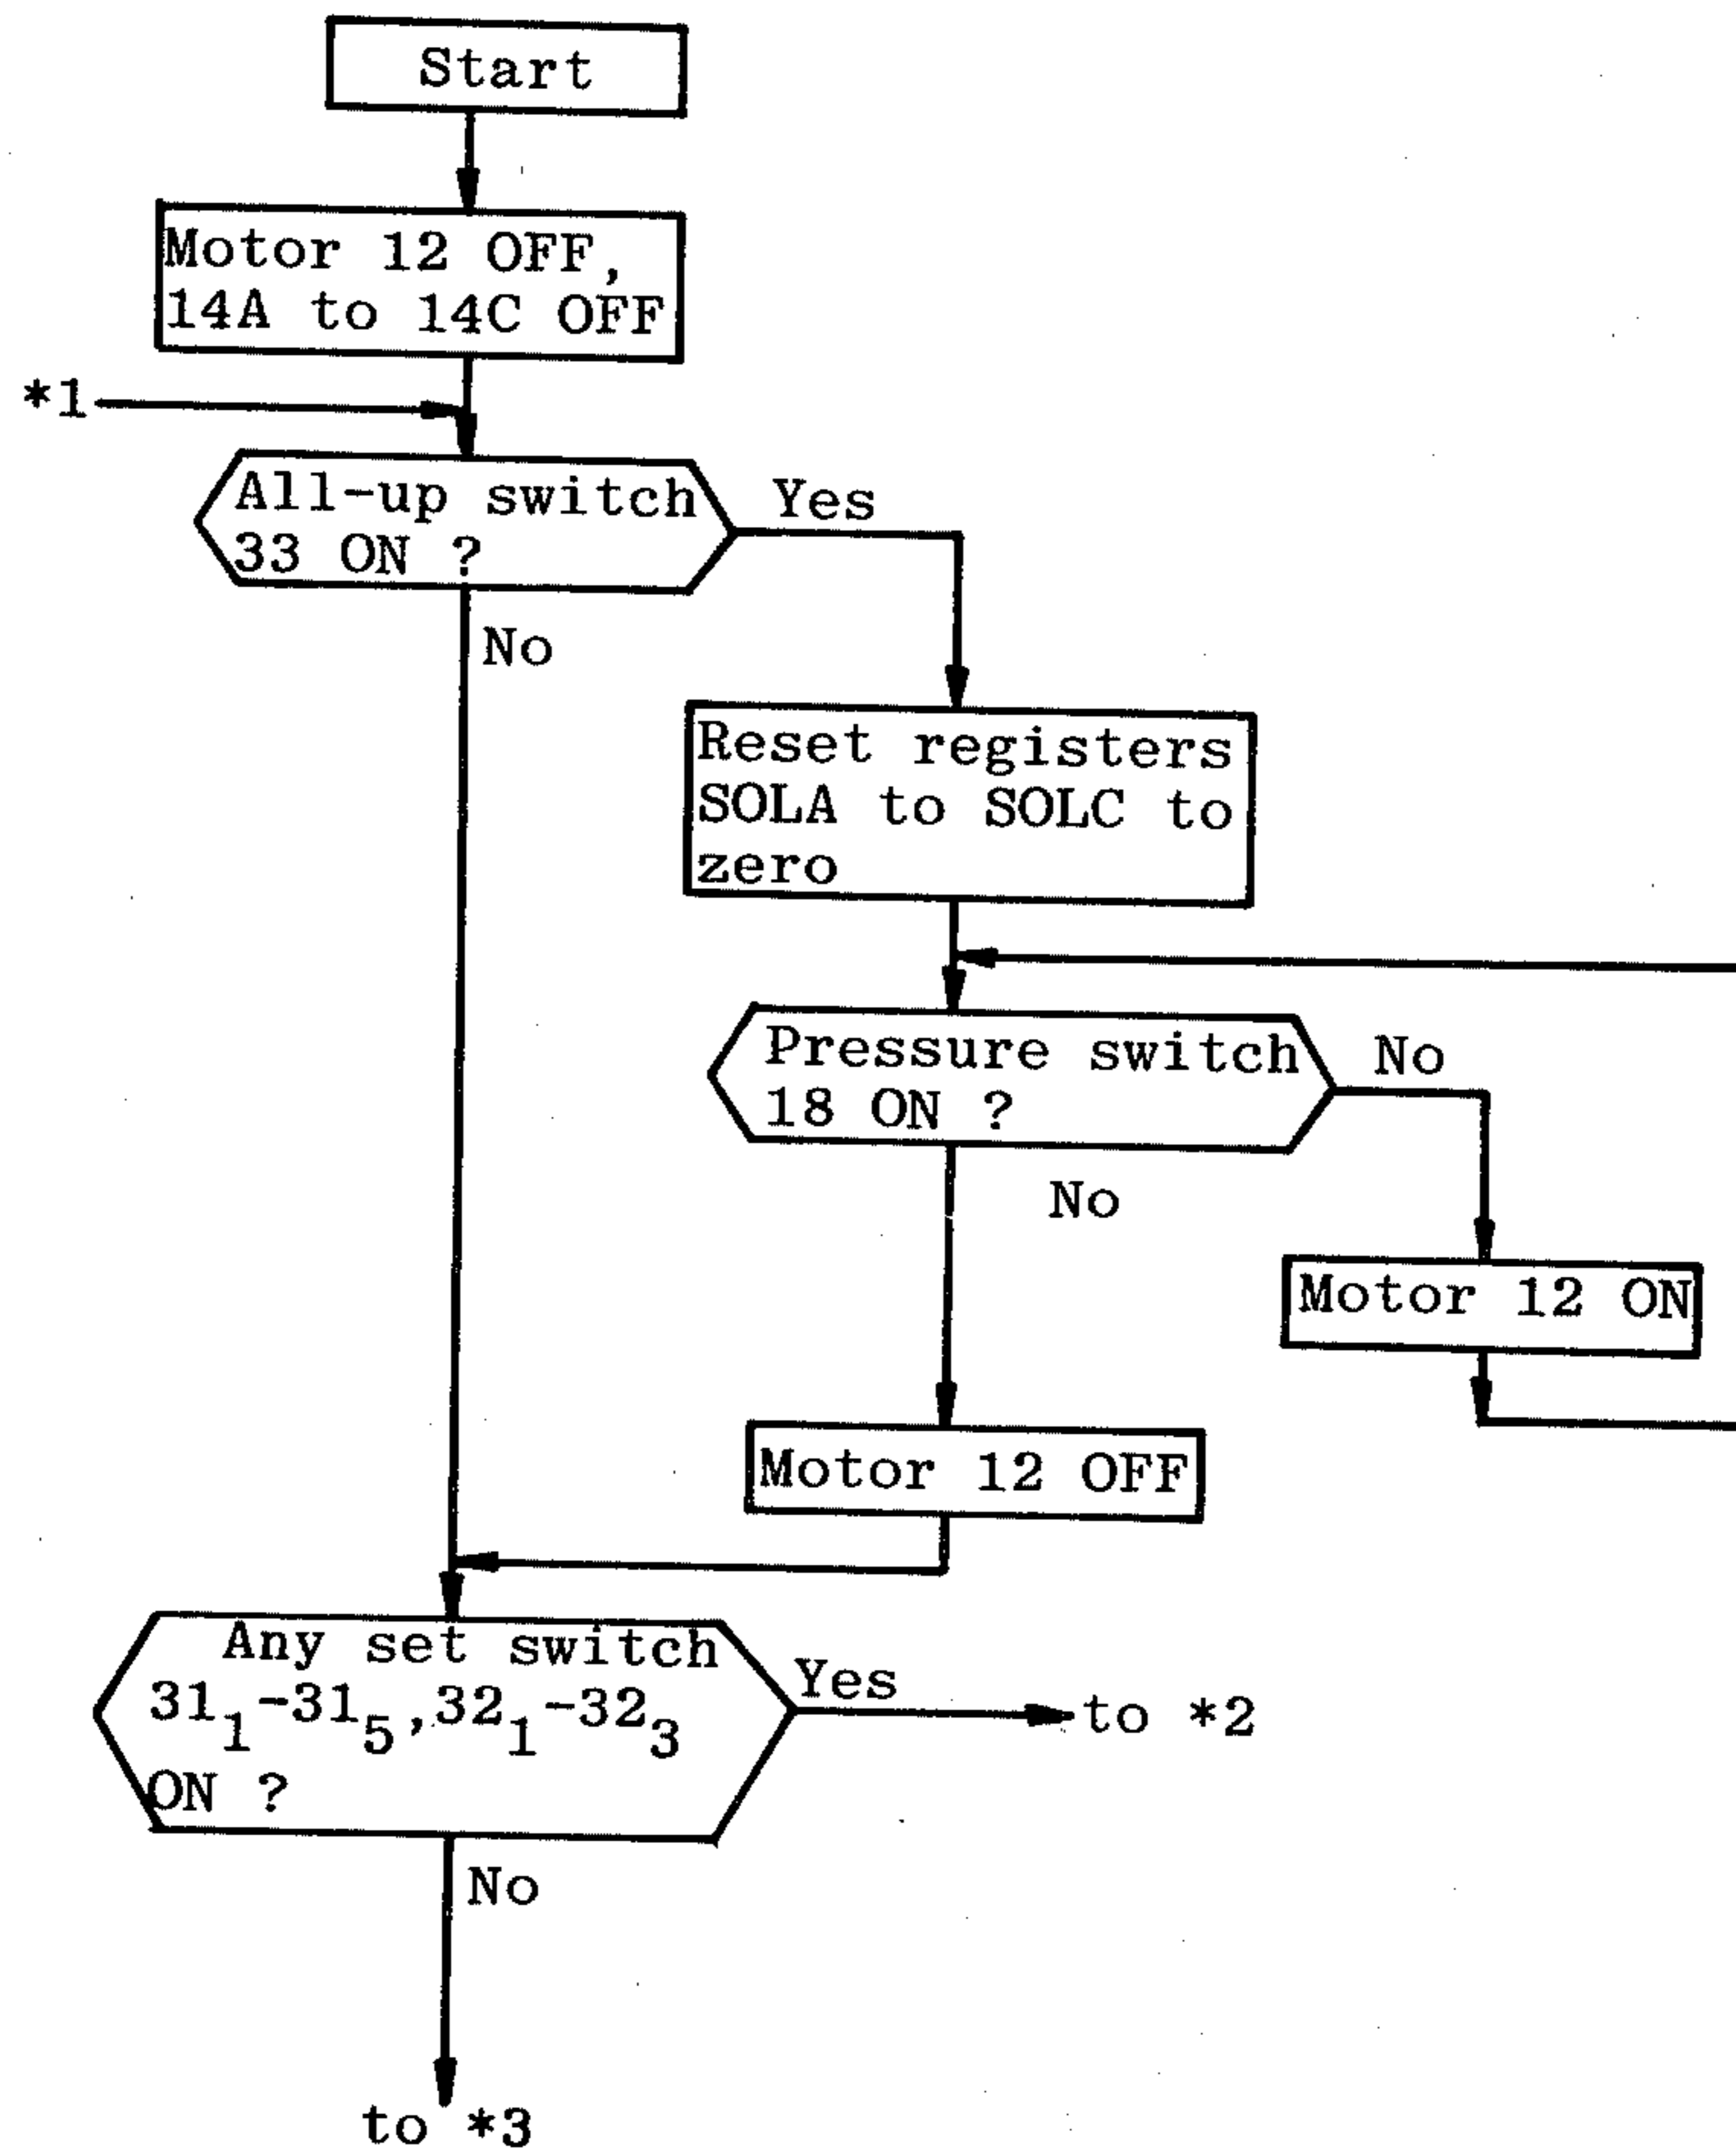 Start
Motor 12 OFF,
14A to 14C OFF
*1
All-up switch
33 ON ?
Yes
No
Reset registers
SOLA to SOLC to
zero
Pressure switch
18 ON ?
No
No
Motor 12 ON
Motor 12 OFF
Any set switch
31₁-31₅,32₁-32₃
ON ?
Yes
to *2
No
to *3